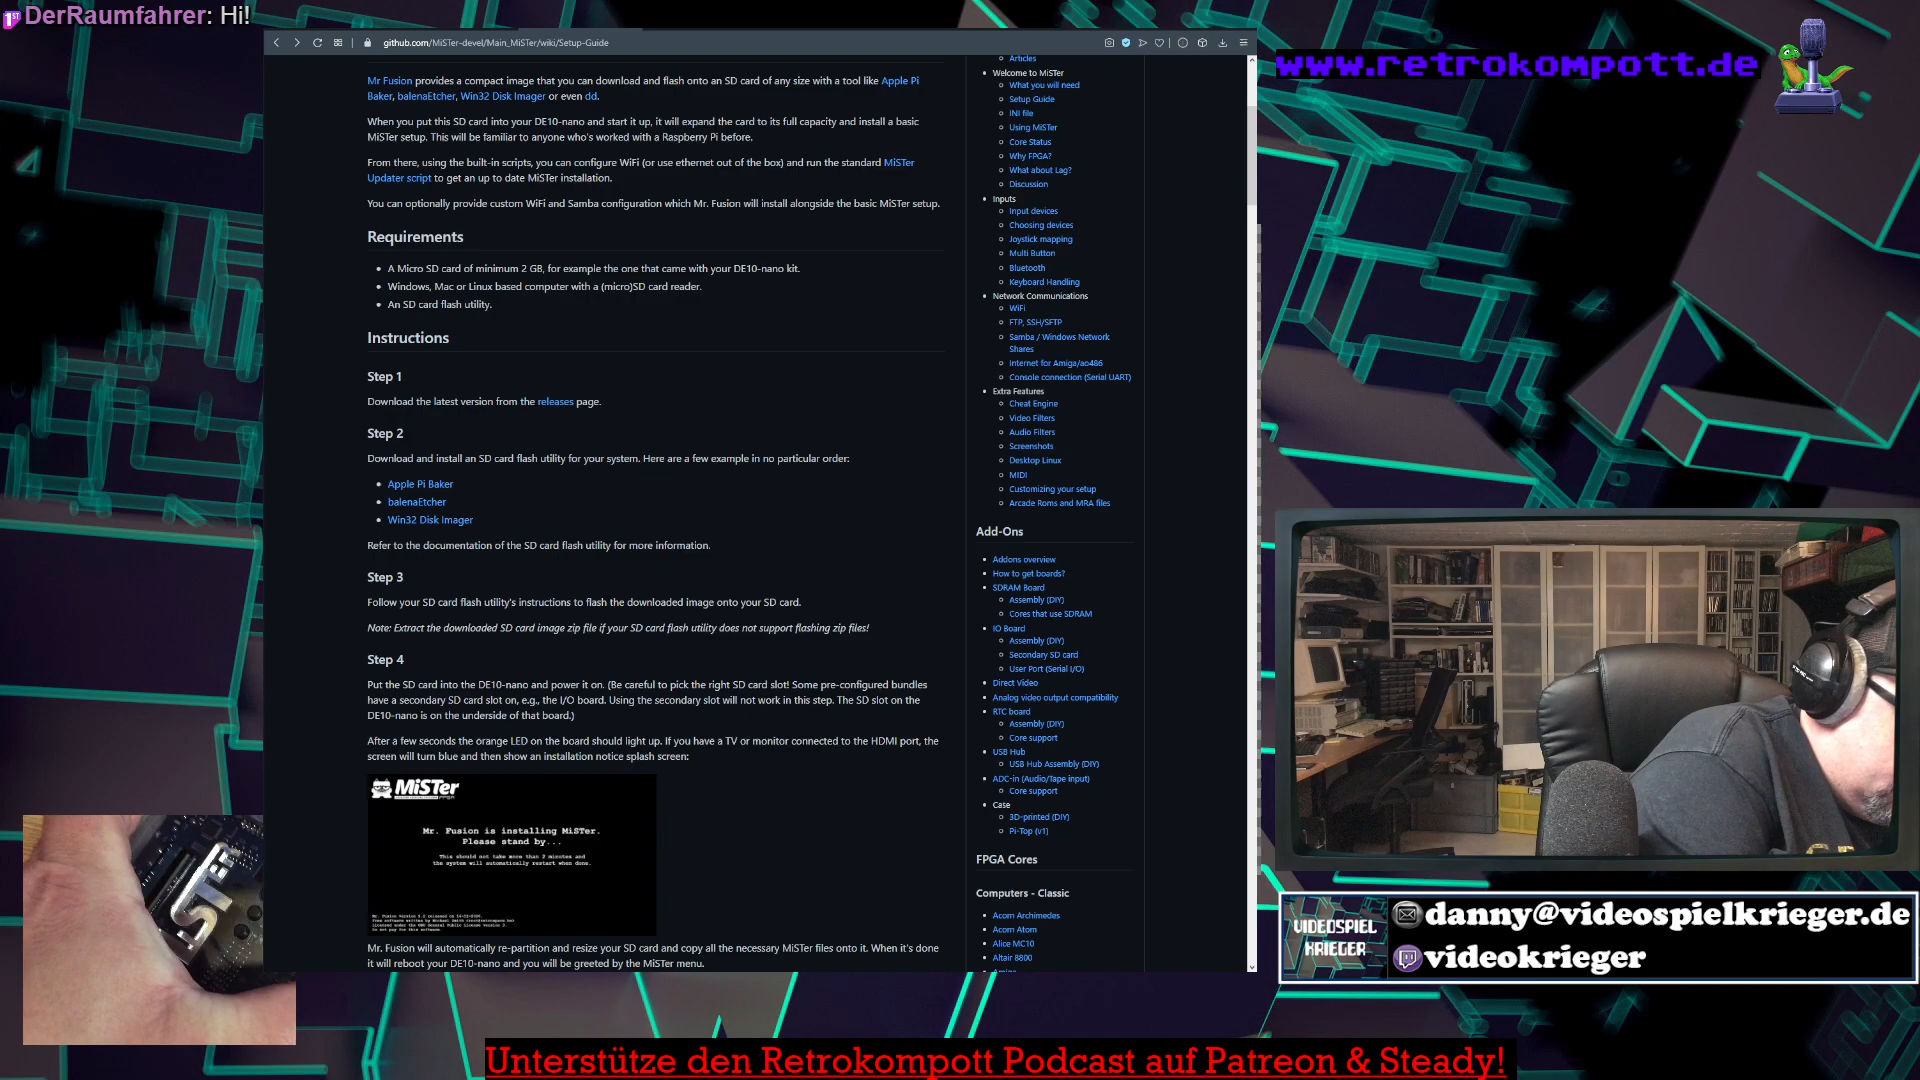 DerRaumfahrer: Hi!
github.com/MiSTer-devel/Main_MiSTer/wiki/Setup-Guide
Mr Fusion provides a compact image that you can download and flash onto an SD card of any size with a tool like Apple Pi
Baker, balenaEtcher, Win32 Disk Imager or even dd.
When you put this SD card into your DE10-nano and start it up, it will expand the card to its full capacity and install a basic
MiSTer setup. This will be familiar to anyone who's worked with a Raspberry Pi before.
From there, using the built-in scripts, you can configure WiFi (or use ethernet out of the box) and run the standard MiSTer
Updater script to get an up to date MiSTer installation.
You can optionally provide custom WiFi and Samba configuration which Mr. Fusion will install alongside the basic MiSTer setup.
Requirements
A Micro SD card of minimum 2 GB, for example the one that came with your DE10-nano kit.
Windows, Mac or Linux based computer with a (micro)SD card reader.
An SD card flash utility.
Instructions
Step 1
Download the latest version from the releases page.
Step 2
Download and install an SD card flash utility for your system. Here are a few example in no particular order:
Apple Pi Baker
balenaEtcher
Win32 Disk Imager
Refer to the documentation of the SD card flash utility for more information.
Step 3
Follow your SD card flash utility's instructions to flash the downloaded image onto your SD card.
Note: Extract the downloaded SD card image zip file if your SD card flash utility does not support flashing zip files!
Step 4
Put the SD card into the DE10-nano and power it on. (Be careful to pick the right SD card slot! Some pre-configured bundles
have a secondary SD card slot on, e.g., the I/O board. Using the secondary slot will not work in this step. The SD slot on the
DE10-nano is on the underside of that board.)
After a few seconds the orange LED on the board should light up. If you have a TV or monitor connected to the HDMI port, the
screen will turn blue and then show an installation notice splash screen:
MiSTer
Mr. Fusion is installing MiSTer.
Please stand by...
This should not take more than 2 minutes and
the system will automatically restart when done.
Mr. Fusion will automatically re-partition and resize your SD card and copy all the necessary MiSTer files onto it. When it's done
it will reboot your DE10-nano and you will be greeted by the MiSTer menu.
Articles
Welcome to MiSTer
What you will need
Setup Guide
INI file
Using MiSTer
Core Status
Why FPGA?
What about Lag?
Discussion
Inputs
Input devices
Choosing devices
Joystick mapping
Multi Button
Bluetooth
Keyboard Handling
Network Communications
WiFi
FTP, SSH/SFTP
Samba / Windows Network
Shares
Internet for Amiga/ao486
Console connection (Serial UART)
Extra Features
Cheat Engine
Video Filters
Audio Filters
Screenshots
Desktop Linux
MIDI
Customizing your setup
Arcade Roms and MRA files
Add-Ons
Addons overview
How to get boards?
SDRAM Board
Assembly (DIY)
Cores that use SDRAM
IO Board
Assembly (DIY)
Secondary SD card
User Port (Serial I/O)
Direct Video
Analog video output compatibility
RTC board
Assembly (DIY)
Core support
USB Hub
USB Hub Assembly (DIY)
ADC-in (Audio/Tape input)
Core support
Case
3D-printed (DIY)
Pi-Top (v1)
FPGA Cores
Computers - Classic
Acorn Archimedes
Acorn Atom
Alice MC10
Altair 8800
www.retrokompott.de
VIDEOSPIEL
KRIEGER
danny@videospielkrieger.de
videokrieger
Unterstütze den Retrokompott Podcast auf Patreon & Steady!